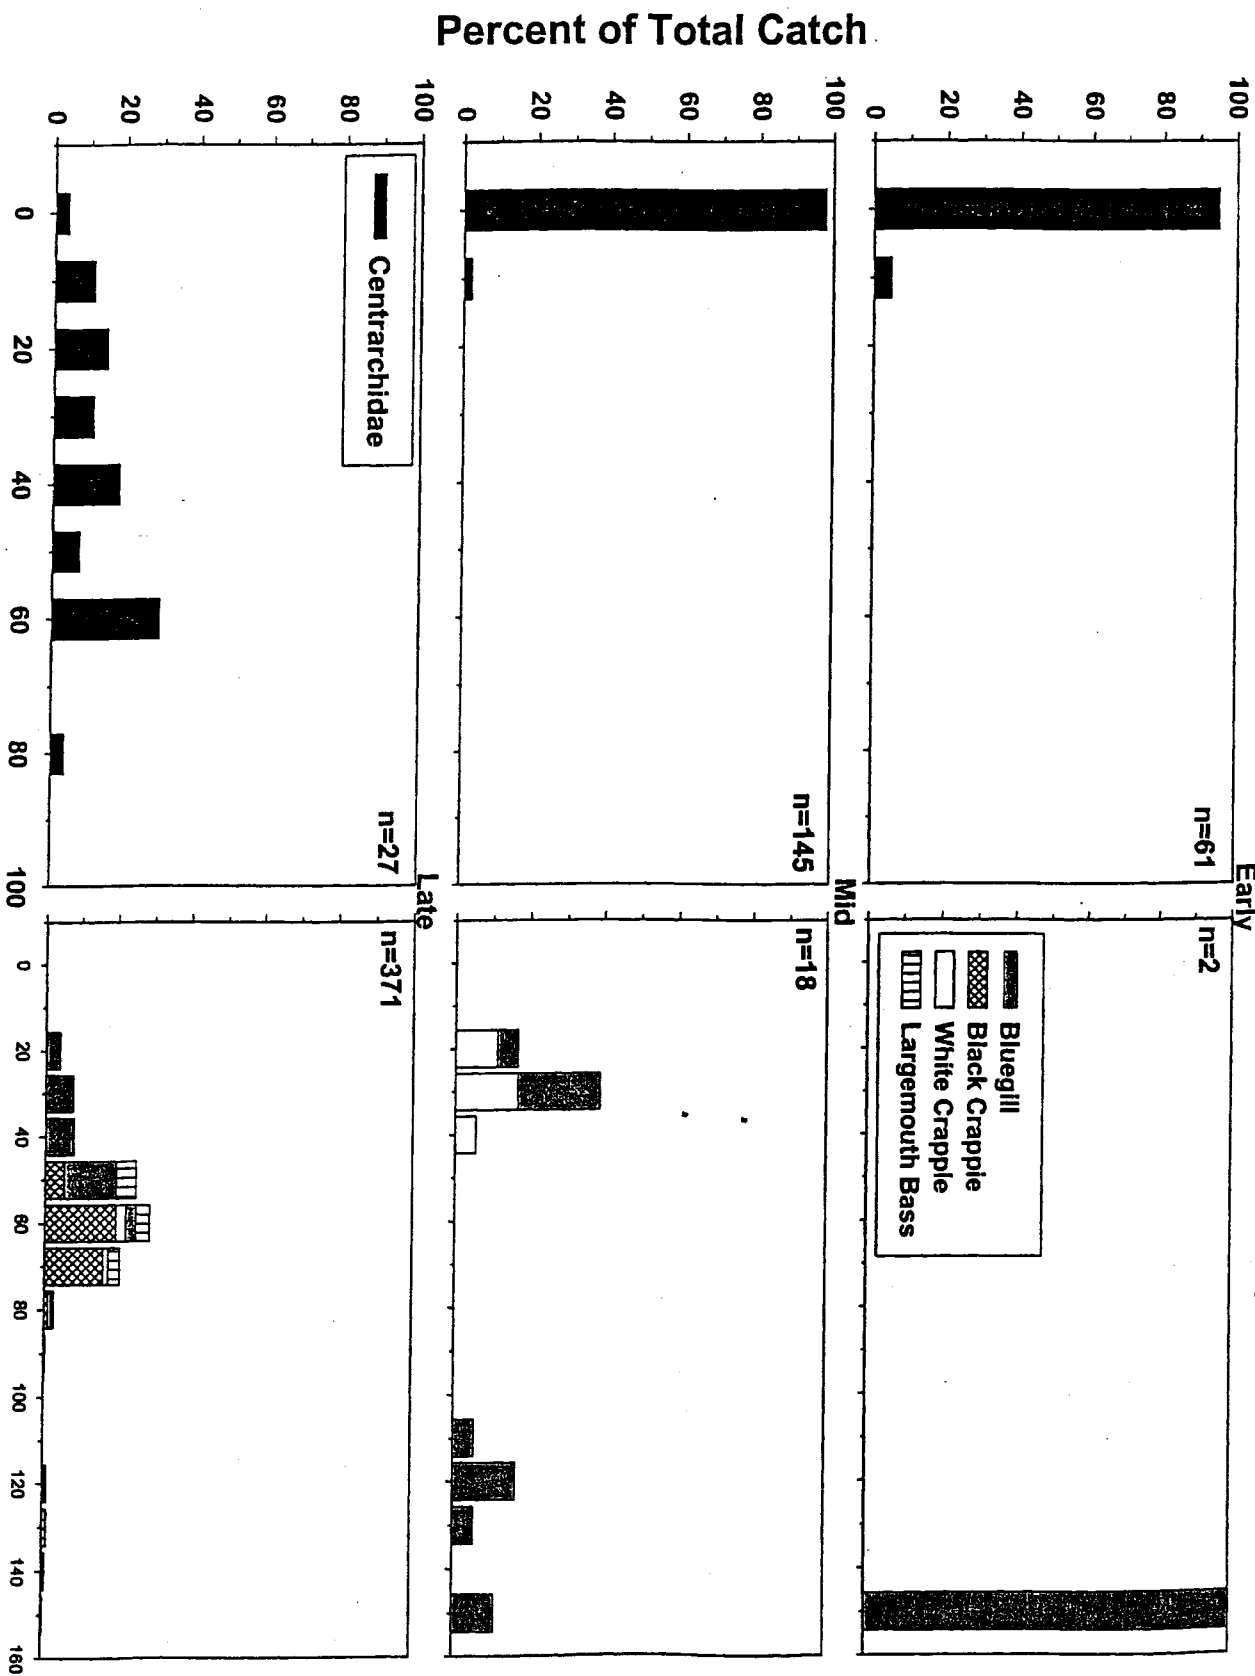 Percent of Total Catch
Early
100
80
60
40
20
0
n=61
n=2
Bluegill
Black Crappie
White Crappie
Largemouth Bass
Mid
100
80
60
40
20
0
n=145
n=18
Late
100
80
60
40
20
0
Centrarchidae
n=27
n=371
0 20 40 60 80 100
0 20 40 60 80 100 120 140 160